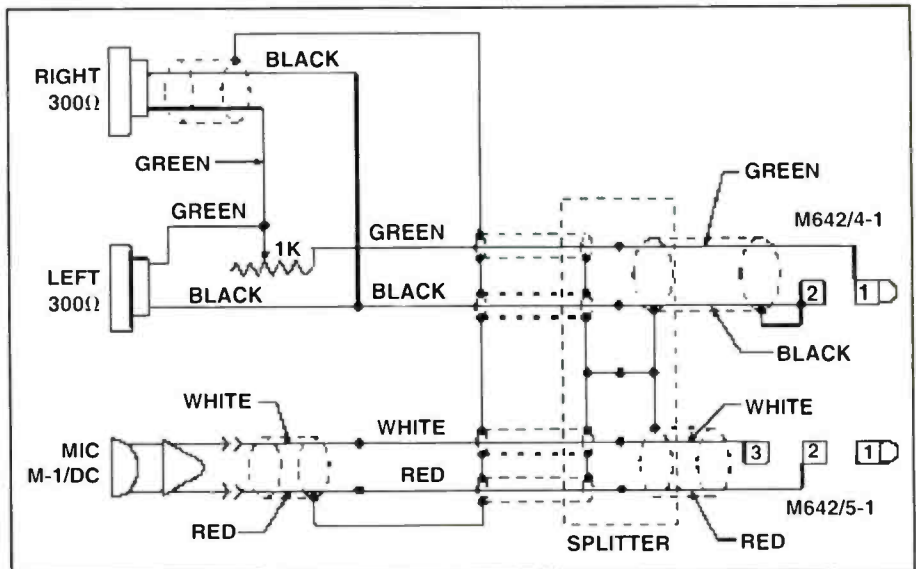 RIGHT
300Ω
BLACK
GREEN
GREEN
1K
GREEN
LEFT
300Ω
BLACK
BLACK
GREEN
M642/4-1
2
1
BLACK
MIC
M-1/DC
WHITE
WHITE
WHITE
RED
RED
RED
3
2
1
M642/5-1
SPLITTER